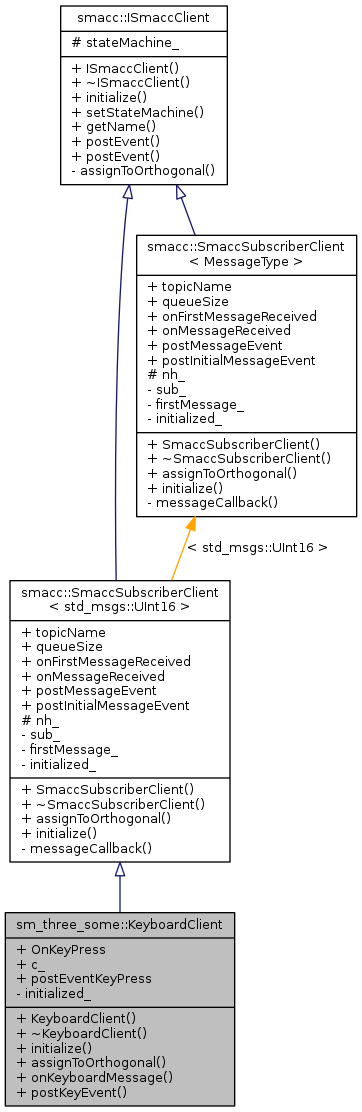 smacc::ISmaccClient
# stateMachine_
+ ISmaccClient()
+ ~ISmaccClient()
+ initialize()
+ setStateMachine()
+ getName()
+ postEvent()
+ postEvent()
- assignToOrthogonal()
smacc::SmaccSubscriberClient
< MessageType >
+ topicName
+ queueSize
+ onFirstMessageReceived
+ onMessageReceived
+ postMessageEvent
+ postInitialMessageEvent
# nh_
- sub_
- firstMessage_
- initialized_
+ SmaccSubscriberClient()
+ ~SmaccSubscriberClient()
+ assignToOrthogonal()
+ initialize()
- messageCallback()
< std_msgs::UInt16 >
smacc::SmaccSubscriberClient
< std_msgs::UInt16 >
+ topicName
+ queueSize
+ onFirstMessageReceived
+ onMessageReceived
+ postMessageEvent
+ postInitialMessageEvent
# nh_
- sub_
- firstMessage_
- initialized_
+ SmaccSubscriberClient()
+ ~SmaccSubscriberClient()
+ assignToOrthogonal()
+ initialize()
- messageCallback()
sm_three_some::KeyboardClient
+ OnKeyPress
+ c_
+ postEventKeyPress
- initialized_
+ KeyboardClient()
+ ~KeyboardClient()
+ initialize()
+ assignToOrthogonal()
+ onKeyboardMessage()
+ postKeyEvent()